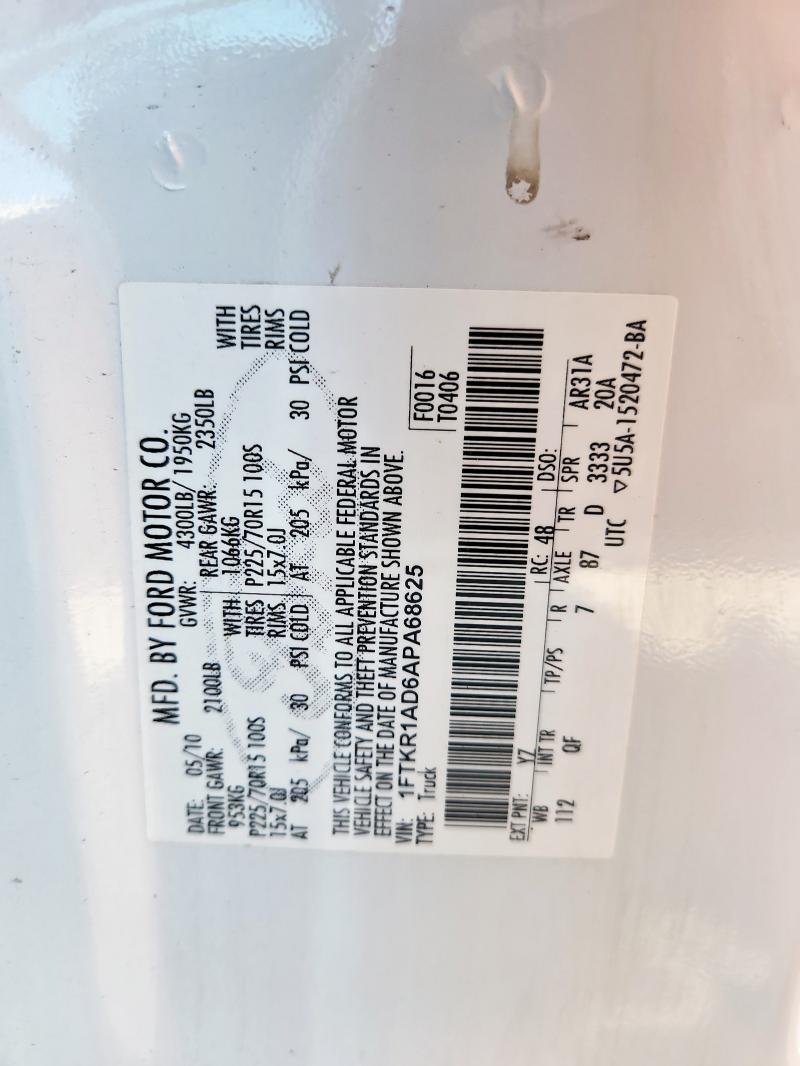 MFD. BY FORD MOTOR CO.
DATE: 05/10 GVWR: 4300LB/ 1950KG
FRONT GAWR: 2100LB REAR GAWR: 2350LB
953KG WITH 1066KG WITH
P225/70R15 100S TIRES P225/70R15 100S TIRES
15x7.0J RIMS 15x7.0J RIMS
AT 205 kPa/ 30 PSI COLD AT 205 kPa/ 30 PSI COLD
THIS VEHICLE CONFORMS TO ALL APPLICABLE FEDERAL MOTOR
VEHICLE SAFETY AND THEFT PREVENTION STANDARDS IN
EFFECT ON THE DATE OF MANUFACTURE SHOWN ABOVE.
VIN: 1FTKR1AD6APA68625 F0016
TYPE: Truck T0406
EXT PNT: YZ RC: 48 DSO:
WB INT TR TP/PS R AXLE TR SPR AR31A
112 QF 7 87 D 3333 20A
UTC ▽5U5A-1520472-BA